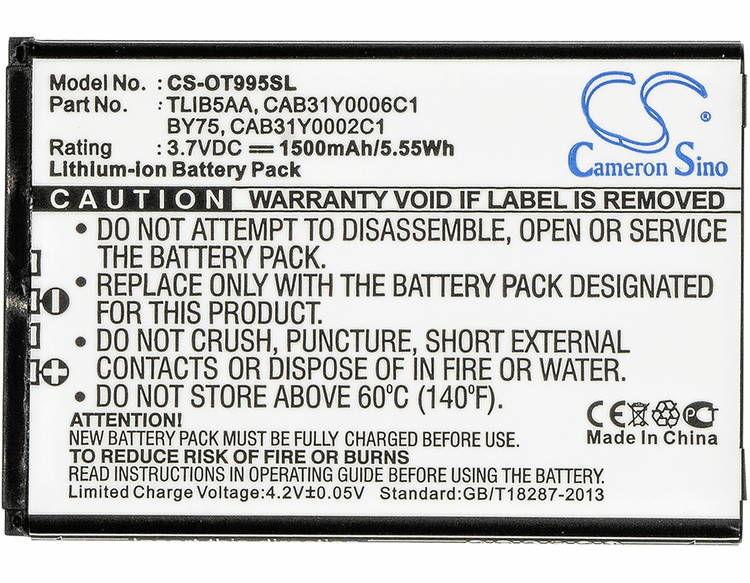 Model No. : CS-OT995SL
Part No. : TLIB5AA, CAB31Y0006C1
BY75, CAB31Y0002C1
Rating : 3.7VDC 1500mAh/5.55Wh
Lithium-ion Battery Pack
CS
Cameron Sino
CAUTION WARRANTY VOID IF LABEL IS REMOVED
• DO NOT ATTEMPT TO DISASSEMBLE, OPEN OR SERVICE
THE BATTERY PACK.
• REPLACE ONLY WITH THE BATTERY PACK DESIGNATED
FOR THIS PRODUCT.
• DO NOT CRUSH, PUNCTURE, SHORT EXTERNAL
CONTACTS OR DISPOSE OF IN FIRE OR WATER.
• DO NOT STORE ABOVE 60°C (140°F).
ATTENTION!
NEW BATTERY PACK MUST BE FULLY CHARGED BEFORE USE
TO REDUCE RISK OF FIRE OR BURNS
READ INSTRUCTIONS IN OPERATING GUIDE BEFORE USING BATTERY
Limited Charge Voltage:4.2V±0.05V Standard:GB/T18287-2013
CE PCT
Made In China